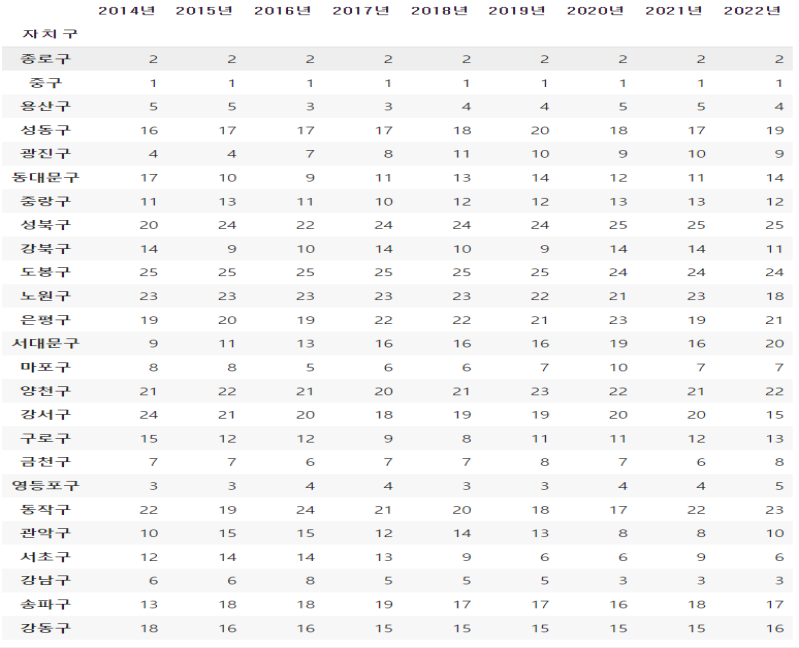 2014년 2015년 2016년 2017년 2018년 2019년 2020년 2021년 2022년
자치구
종로구 2 2 2 2 2 2 2 2 2
중구 1 1 1 1 1 1 1 1 1
용산구 5 5 3 3 4 4 5 5 4
성동구 16 17 17 17 18 20 18 17 19
광진구 4 4 7 8 11 10 9 10 9
동대문구 17 10 9 11 13 14 12 11 14
중랑구 11 13 11 10 12 12 13 13 12
성북구 20 24 22 24 24 24 25 25 25
강북구 14 9 10 14 10 9 14 14 11
도봉구 25 25 25 25 25 25 24 24 24
노원구 23 23 23 23 23 22 21 23 18
은평구 19 20 19 22 22 21 23 19 21
서대문구 9 11 13 16 16 16 19 16 20
마포구 8 8 5 6 6 7 10 7 7
양천구 21 22 21 20 21 23 22 21 22
강서구 24 21 20 18 19 19 20 20 15
구로구 15 12 12 9 8 11 11 12 13
금천구 7 7 6 7 7 8 7 6 8
영등포구 3 3 4 4 3 3 4 4 5
동작구 22 19 24 21 20 18 17 22 23
관악구 10 15 15 12 14 13 8 8 10
서초구 12 14 14 13 9 6 6 9 6
강남구 6 6 8 5 5 5 3 3 3
송파구 13 18 18 19 17 17 16 18 17
강동구 18 16 16 15 15 15 15 15 16